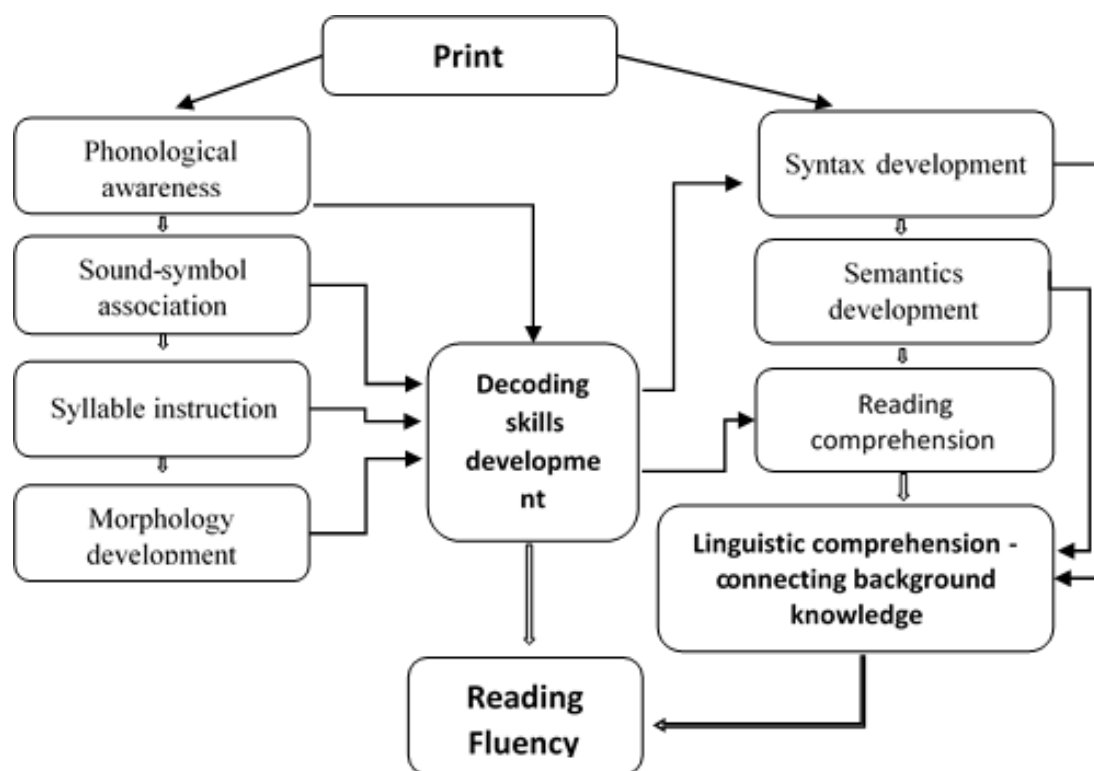 Print
Phonological
awareness
Sound-symbol
association
Syllable instruction
Morphology
development
Decoding
skills
developme
nt
Syntax development
Semantics
development
Reading
comprehension
Linguistic comprehension -
connecting background
knowledge
Reading
Fluency